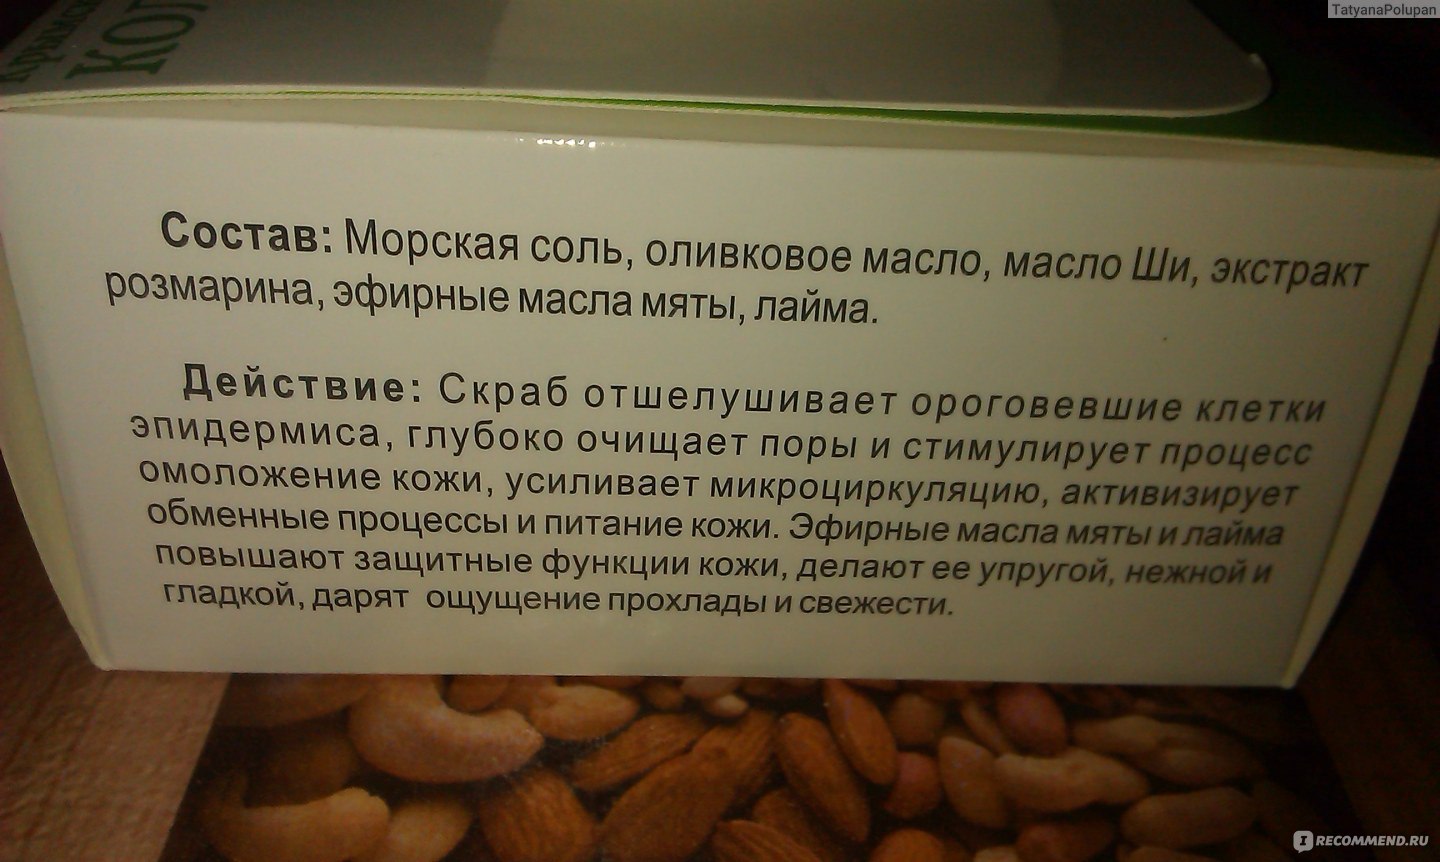 TatyanaPolupan
Состав: Морская соль, оливковое масло, масло Ши, экстракт
розмарина, эфирные масла мяты, лайма.
Действие: Скраб отшелушивает ороговевшие клетки
эпидермиса, глубоко очищает поры и стимулирует процесс
омоложение кожи, усиливает микроциркуляцию, активизирует
обменные процессы и питание кожи. Эфирные масла мяты и лайма
повышают защитные функции кожи, делают ее упругой, нежной и
гладкой, дарят ощущение прохлады и свежести.
IRECOMMEND.RU